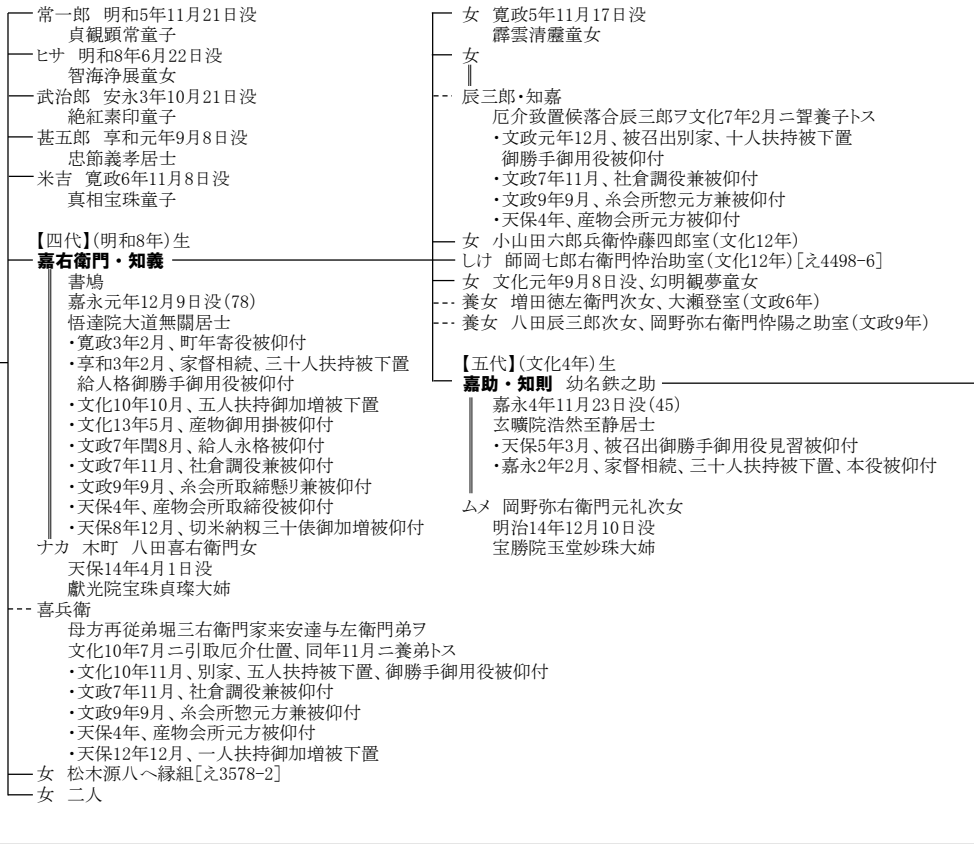 常一郎 明和5年11月21日没
貞観顕常童子
ヒサ 明和8年6月22日没
智海浄展童女
武治郎 安永3年10月21日没
絶紅素印童子
甚五郎 享和元年9月8日没
忠節義孝居士
米吉 寛政6年11月8日没
真相宝珠童子
【四代】(明和8年)生
嘉右衛門・知義
書鳩
嘉永元年12月9日没(78)
悟達院大道無關居士
・寛政3年2月、町年寄役被仰付
・享和3年2月、家督相続、三十人扶持被下置
給人格御勝手御用役被仰付
・文化10年10月、五人扶持御加増被下置
・文化13年5月、産物御用掛被仰付
・文政7年閏8月、給人永格被仰付
・文政7年11月、社倉調役兼被仰付
・文政9年9月、糸会所取締懸リ兼被仰付
・天保4年、産物会所取締役被仰付
・天保8年12月、切米納籾三十俵御加増被仰付
ナカ 木町 八田喜右衛門女
天保14年4月1日没
獻光院宝珠貞璨大姉
喜兵衛
母方再従弟堀三右衛門家来安達与左衛門弟ヲ
文化10年7月ニ引取厄介仕置、同年11月ニ養弟トス
・文化10年11月、別家、五人扶持被下置、御勝手御用役被仰付
・文政7年11月、社倉調役兼被仰付
・文政9年9月、糸会所惣元方兼被仰付
・天保4年、産物会所元方被仰付
・天保12年12月、一人扶持御加増被下置
女 松木源八へ縁組[え3578-2]
女 二人
女 寛政5年11月17日没
霹雲清靈童女
女
辰三郎・知嘉
厄介致置候落合辰三郎ヲ文化7年2月ニ聟養子トス
・文政元年12月、被召出別家、十人扶持被下置
御勝手御用役被仰付
・文政7年11月、社倉調役兼被仰付
・文政9年9月、糸会所惣元方兼被仰付
・天保4年、産物会所元方被仰付
女 小山田六郎兵衛忰藤四郎室(文化12年)
しけ 師岡七郎右衛門忰治助室(文化12年)[え4498-6]
女 文化元年9月8日没、幻明観夢童女
養女 増田徳左衛門次女、大瀬登室(文政6年)
養女 八田辰三郎次女、岡野弥右衛門忰陽之助室(文政9年)
【五代】(文化4年)生
嘉助・知則 幼名鉄之助
嘉永4年11月23日没(45)
玄曠院浩然至静居士
・天保5年3月、被召出御勝手御用役見習被仰付
・嘉永2年2月、家督相続、三十人扶持被下置、本役被仰付
ムメ 岡野弥右衛門元礼次女
明治14年12月10日没
宝勝院玉堂妙珠大姉